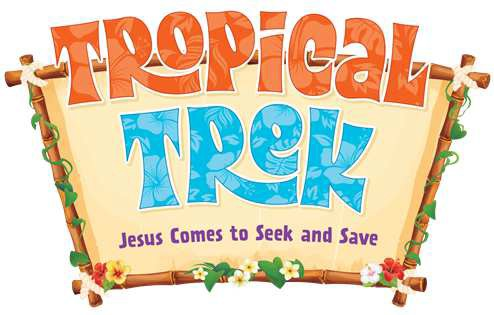 TROPICAL
TReK
Jesus Comes to Seek and Save